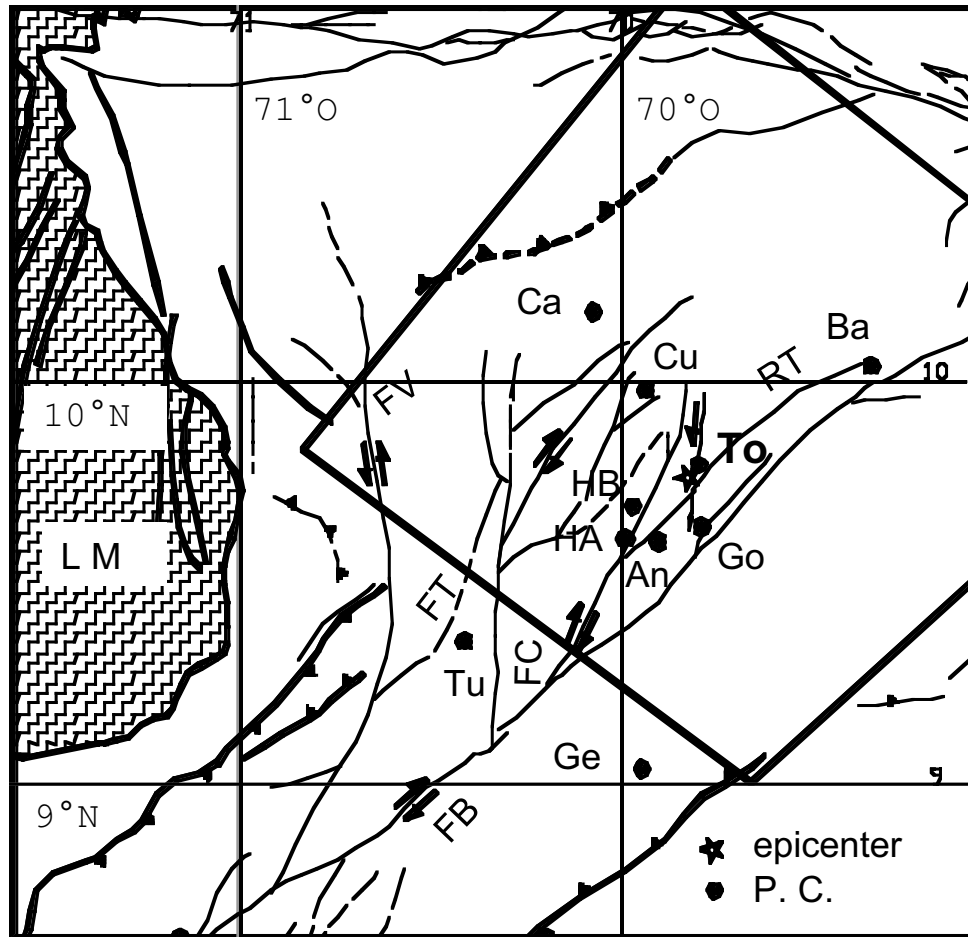 71°O
70°O
Ca
Ba
Cu
RT
FV
10
10°N
To
HB
HA
An
Go
L M
FT
FC
Tu
Ge
9
9°N
FB
epicenter
P. C.